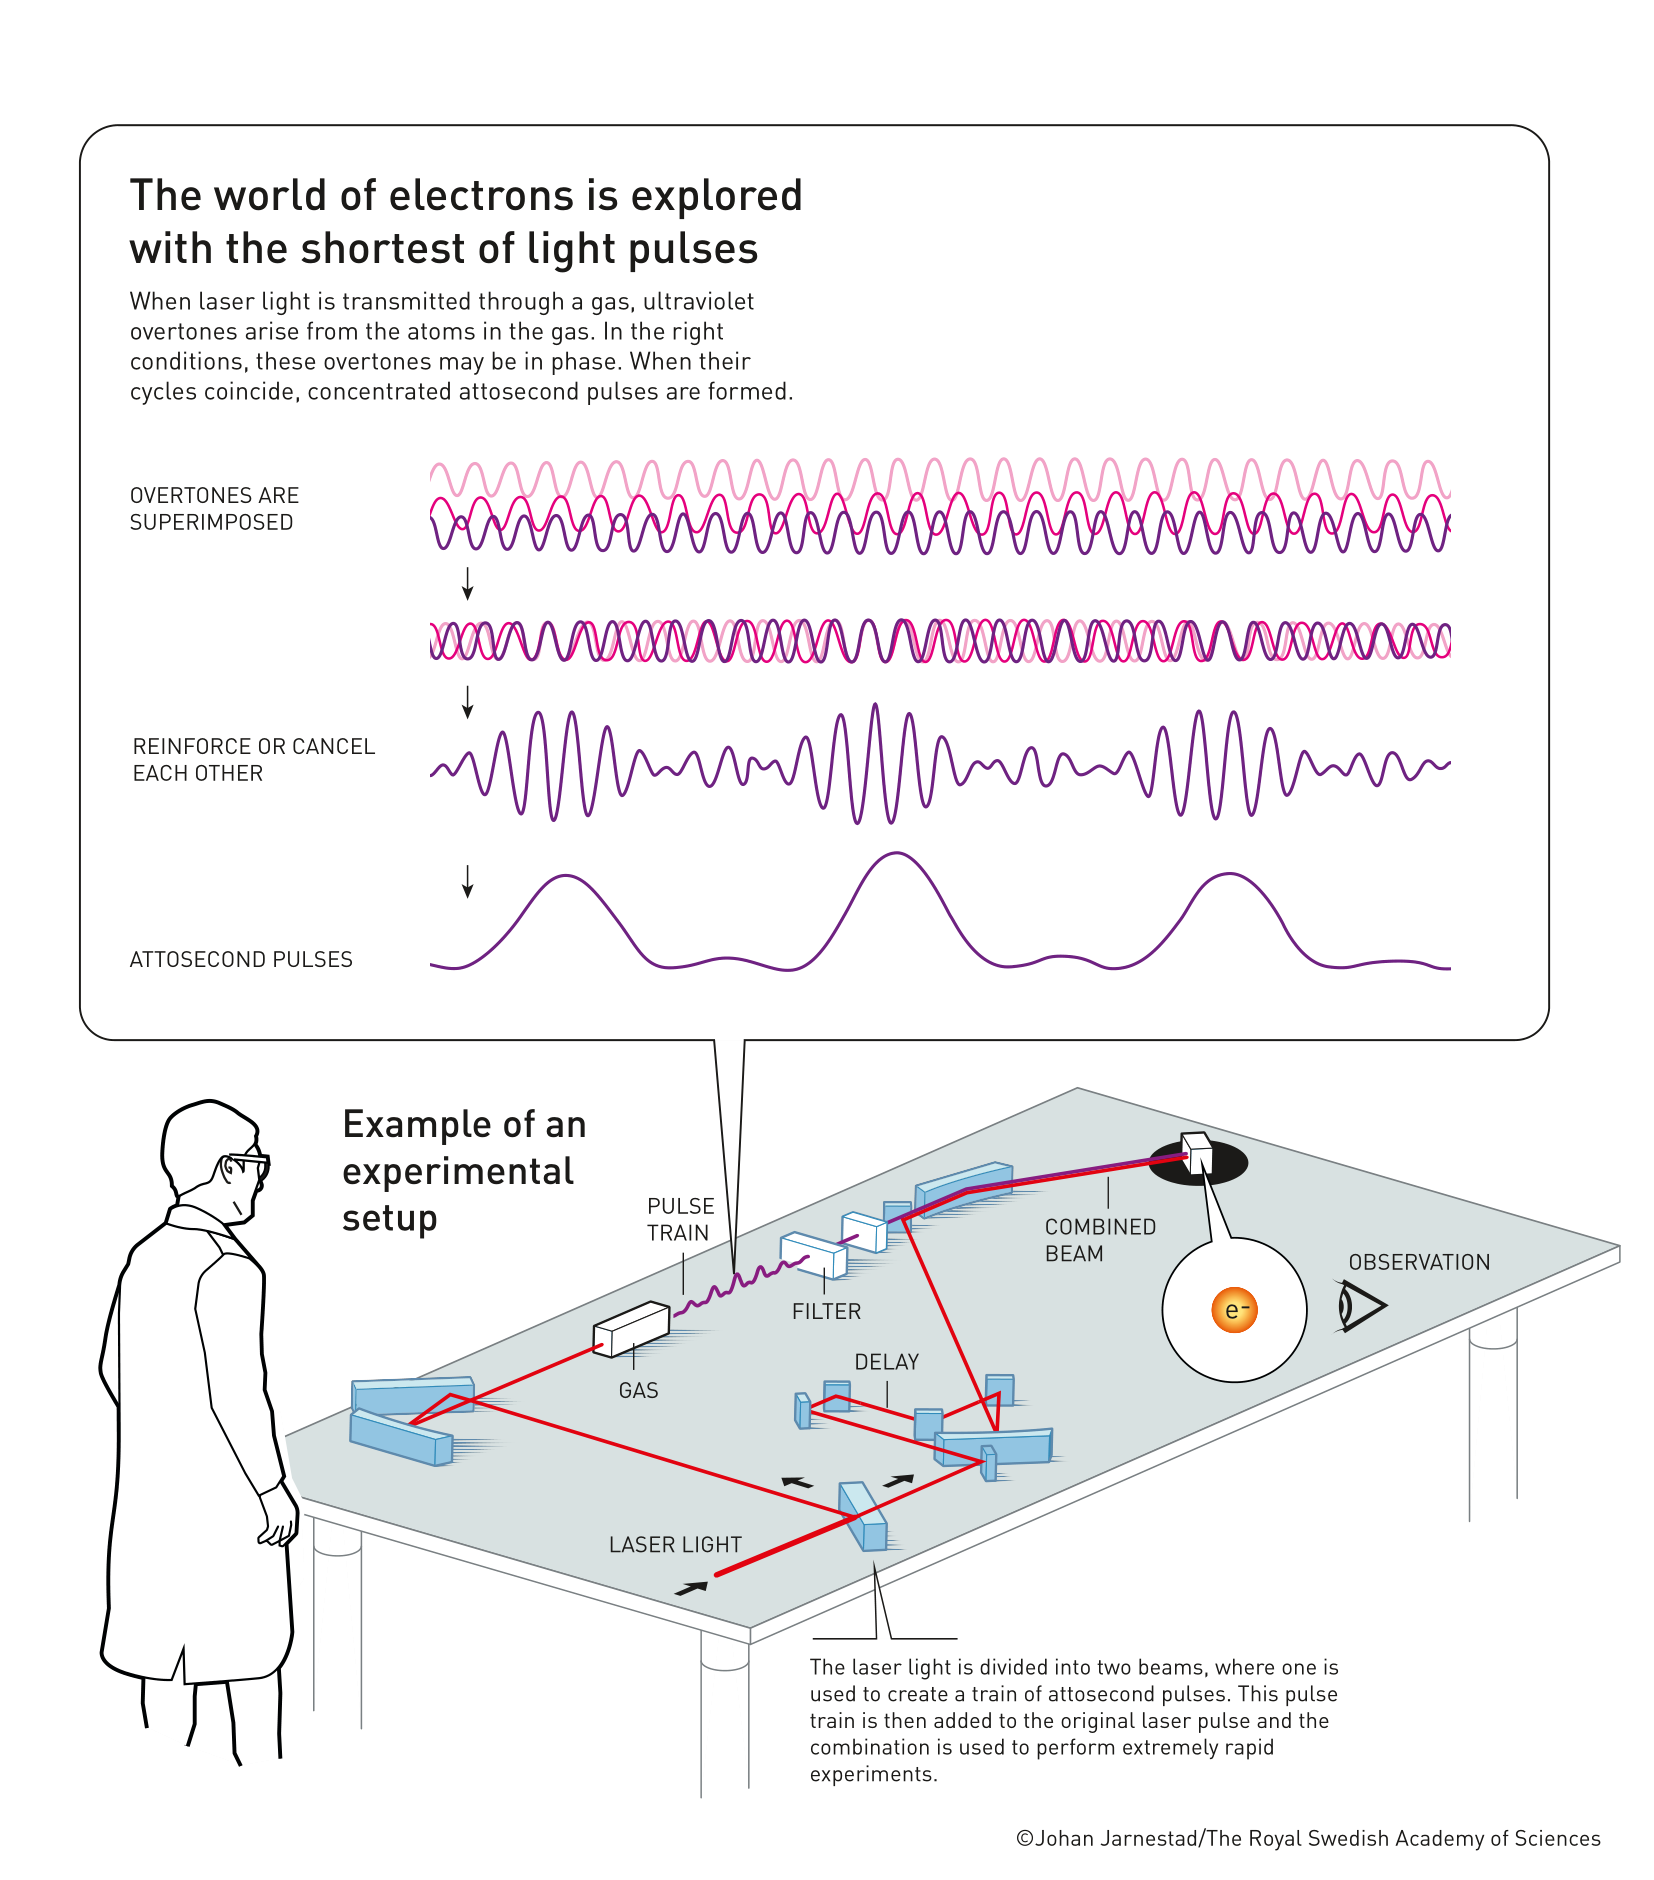 The world of electrons is explored
with the shortest of light pulses
When laser light is transmitted through a gas, ultraviolet
overtones arise from the atoms in the gas. In the right
conditions, these overtones may be in phase. When their
cycles coincide, concentrated attosecond pulses are formed.
OVERTONES ARE
SUPERIMPOSED
REINFORCE OR CANCEL
EACH OTHER
ATTOSECOND PULSES
Example of an
experimental
setup
PULSE
TRAIN
COMBINED
BEAM
OBSERVATION
FILTER
e-
DELAY
GAS
LASER LIGHT
The laser light is divided into two beams, where one is
used to create a train of attosecond pulses. This pulse
train is then added to the original laser pulse and the
combination is used to perform extremely rapid
experiments.
©Johan Jarnestad/The Royal Swedish Academy of Sciences